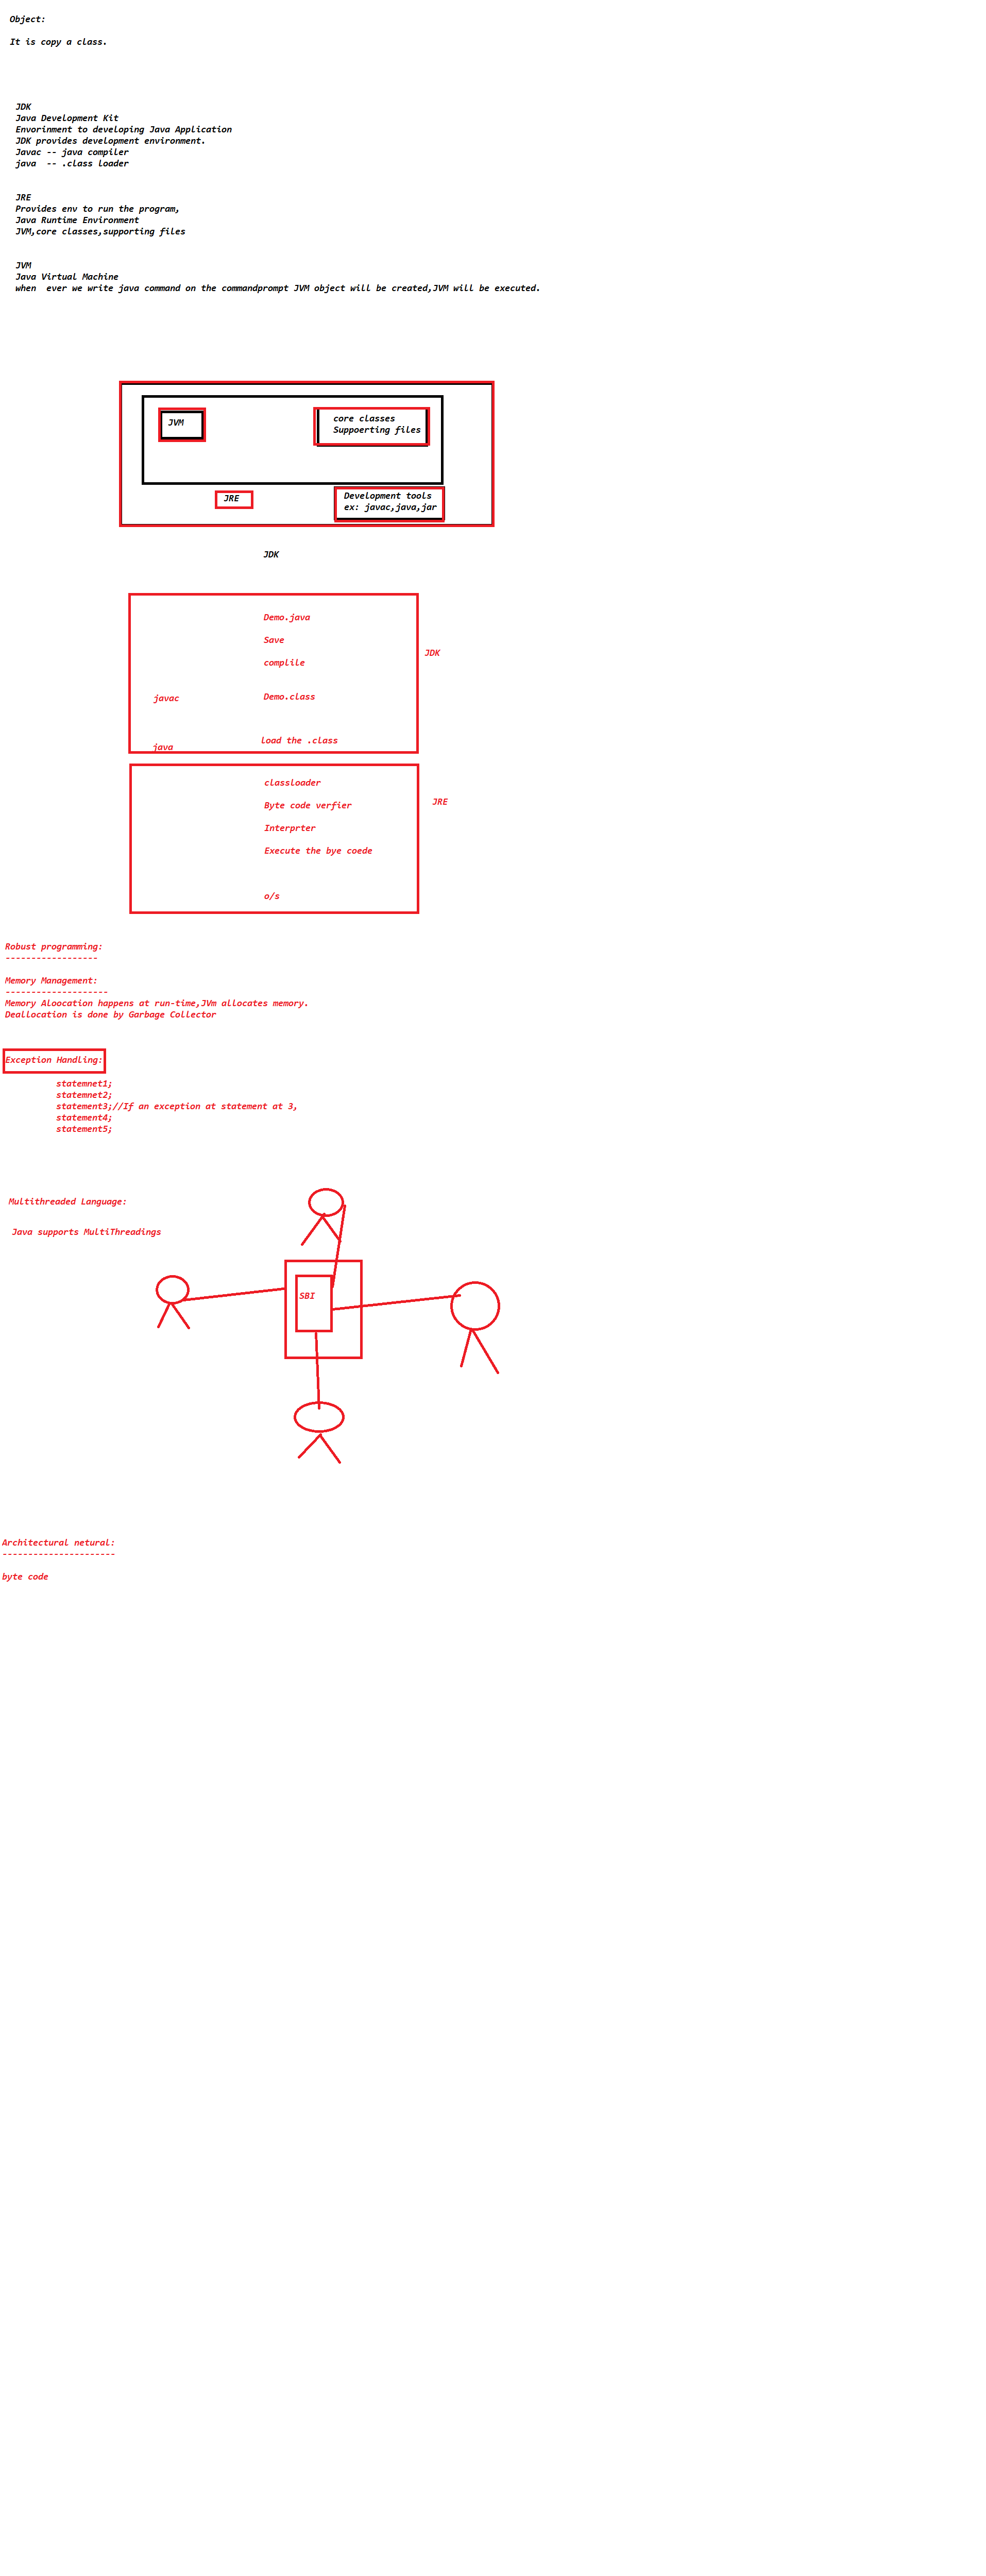 Object:
It is copy a class.
JDK
Java Development Kit
Envorinment to developing Java Application
JDK provides development environment.
Javac -- java compiler
java  -- .class loader
JRE
Provides env to run the program,
Java Runtime Environment
JVM,core classes,supporting files
JVM
Java Virtual Machine
when  ever we write java command on the commandprompt JVM object will be created,JVM will be executed.
JVM
core classes
Suppoerting files
JRE
Development tools
ex: javac,java,jar
JDK
Demo.java
Save
JDK
complile
javac
Demo.class
load the .class
java
classloader
Byte code verfier
JRE
Interprter
Execute the bye coede
o/s
Robust programming:
------------------
Memory Management:
--------------------
Memory Aloocation happens at run-time,JVm allocates memory.
Deallocation is done by Garbage Collector
Exception Handling:
statemnet1;
statemnet2;
statement3;//If an exception at statement at 3,
statement4;
statement5;
Multithreaded Language:
Java supports MultiThreadings
SBI
Architectural netural:
----------------------
byte code